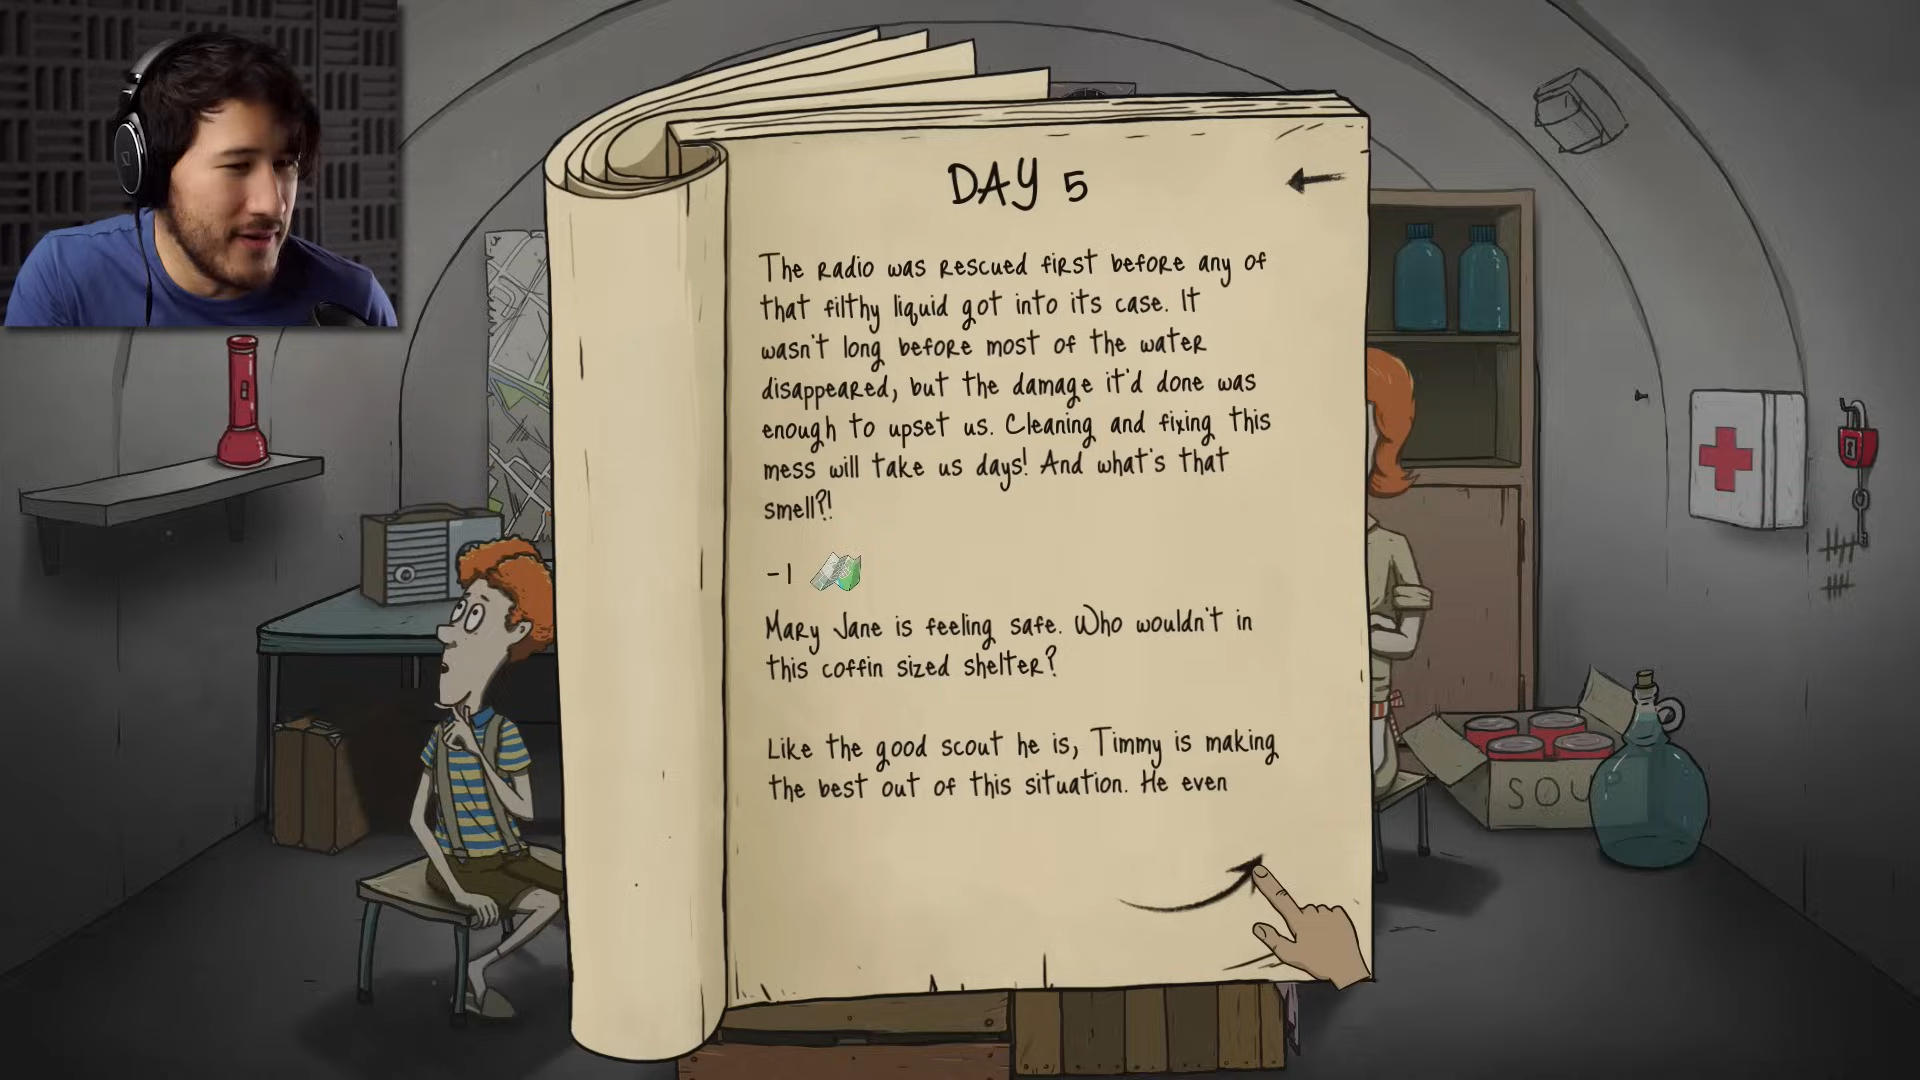 DAY 5
The radio was rescued first before any of
that filthy liquid got into its case. It
wasn't long before most of the water
disappeared, but the damage it'd done was
enough to upset us. Cleaning and fixing this
mess will take us days! And what's that
smell?!
-1
Mary Jane is feeling safe. Who wouldn't in
this coffin sized shelter?
Like the good scout he is, Timmy is making
the best out of this situation. He even
SOU